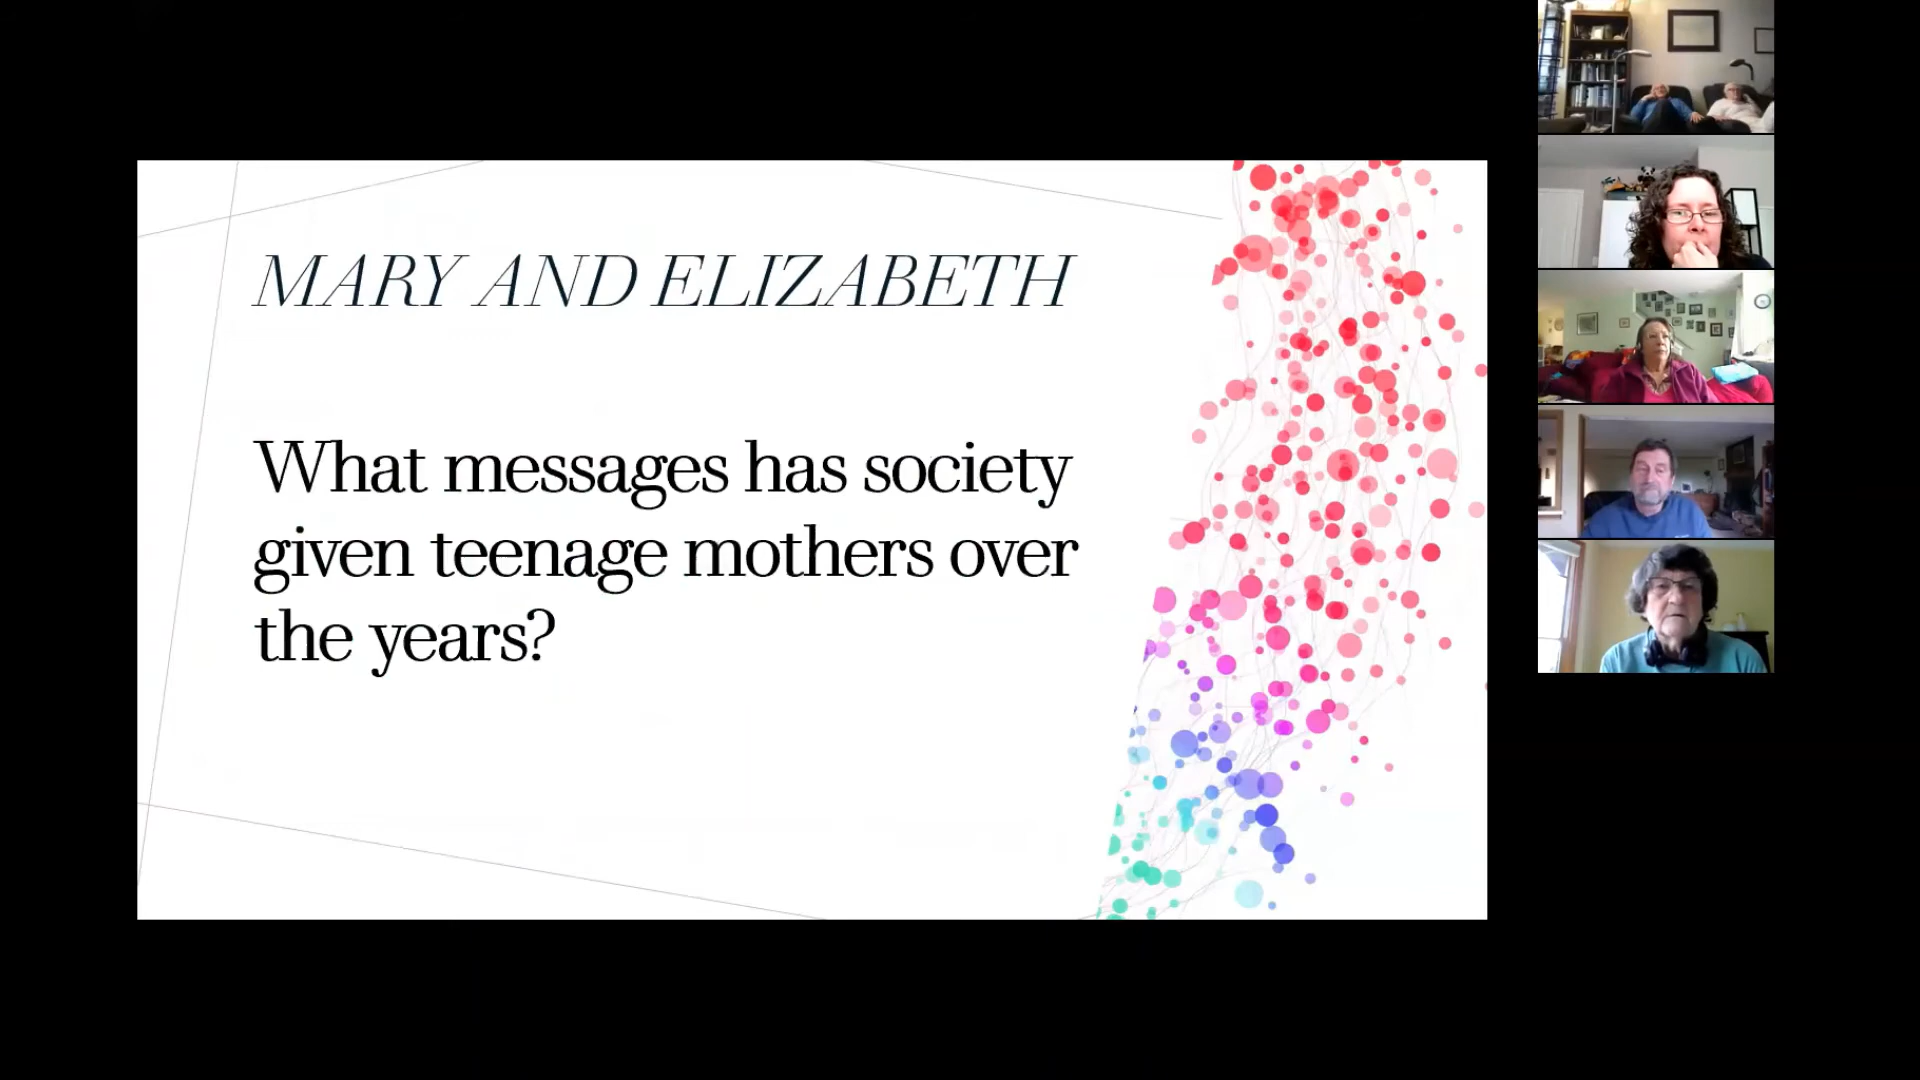 MARY AND ELIZABETH
What messages has society
given teenage mothers over
the years?